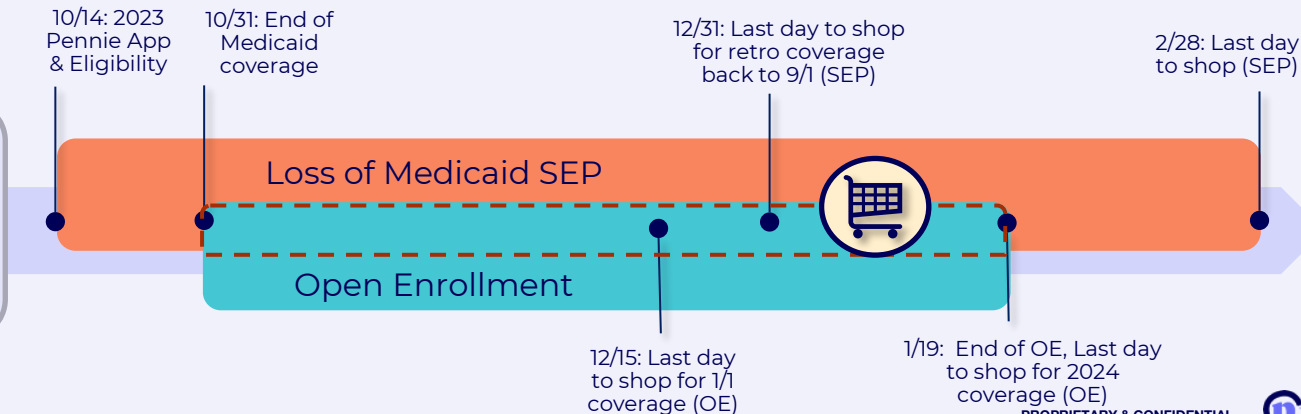 10/14: 2023
Pennie App
& Eligibility
10/31: End of
Medicaid
coverage
12/31: Last day to shop
for retro coverage
back to 9/1 (SEP)
2/28: Last day
to shop (SEP)
Loss of Medicaid SEP
Open Enrollment
12/15: Last day
to shop for 1/1
coverage (OE)
1/19:  End of OE, Last day
to shop for 2024
coverage (OE)
PROPRIETARY & CONFIDENTIAL